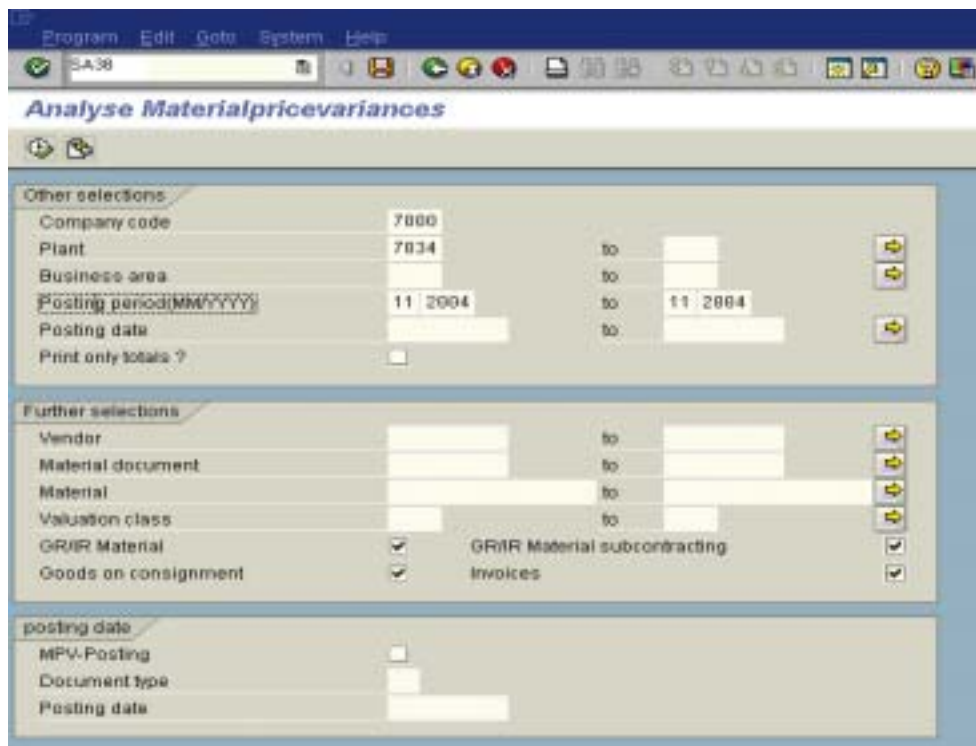 Program Edit Goto System Help
SA38
Analyse Materialpricevariances
Other selections
Company code 7000
Plant 7034 to
Business area to
Posting period(MM/YYYY) 11 2004 to 11 2004
Posting date to
Print only totals ?
Further selections
Vendor to
Material document to
Material to
Valuation class to
GR/IR Material GR/IR Material subcontracting
Goods on consignment Invoices
posting date
MPV-Posting
Document type
Posting date